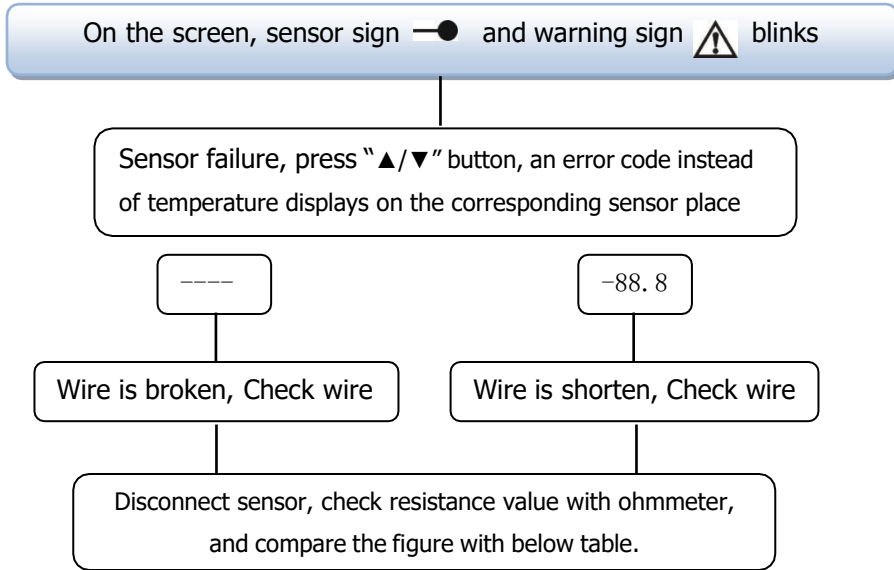 On the screen, sensor sign and warning sign blinks
Sensor failure, press “▲/▼” button, an error code instead
of temperature displays on the corresponding sensor place
---- -88.8
Wire is broken, Check wire Wire is shorten, Check wire
Disconnect sensor, check resistance value with ohmmeter,
and compare the figure with below table.